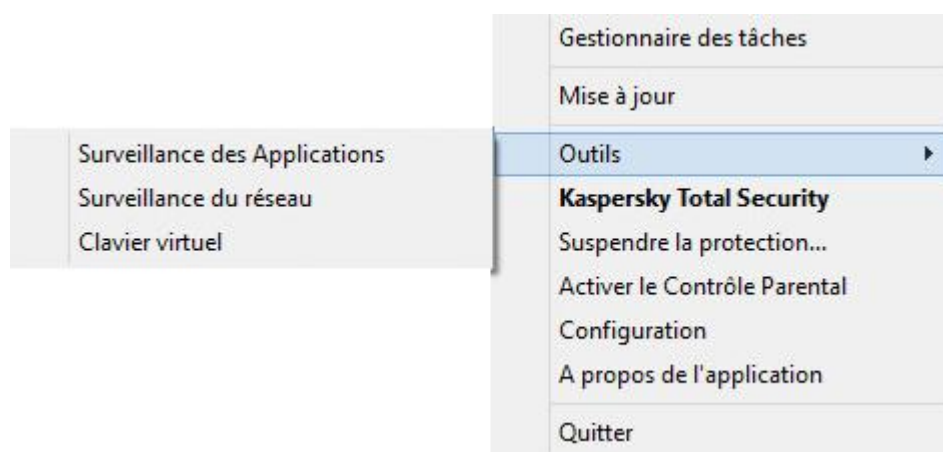 Gestionnaire des tâches
Mise à jour
Outils
Surveillance des Applications
Surveillance du réseau
Clavier virtuel
Kaspersky Total Security
Suspendre la protection...
Activer le Contrôle Parental
Configuration
A propos de l'application
Quitter